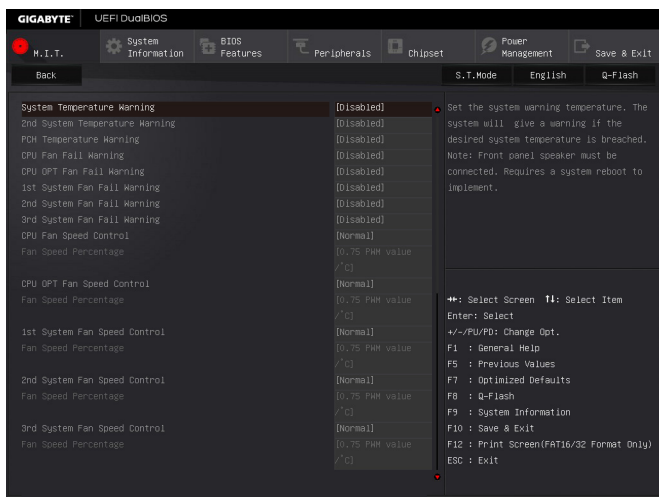 GIGABYTE™ UEFI DualBIOS
M.I.T.
System Information
BIOS Features
Peripherals
Chipset
Power Management
Save & Exit
Back
S.T.Mode English Q-Flash
System Temperature Warning [Disabled]
2nd System Temperature Warning [Disabled]
PCH Temperature Warning [Disabled]
CPU Fan Fail Warning [Disabled]
CPU OPT Fan Fail Warning [Disabled]
1st System Fan Fail Warning [Disabled]
2nd System Fan Fail Warning [Disabled]
3rd System Fan Fail Warning [Disabled]
CPU Fan Speed Control [Normal]
Fan Speed Percentage [0.75 PWM value
/°C]
CPU OPT Fan Speed Control [Normal]
Fan Speed Percentage [0.75 PWM value
/°C]
1st System Fan Speed Control [Normal]
Fan Speed Percentage [0.75 PWM value
/°C]
2nd System Fan Speed Control [Normal]
Fan Speed Percentage [0.75 PWM value
/°C]
3rd System Fan Speed Control [Normal]
Fan Speed Percentage [0.75 PWM value
/°C]
Set the system warning temperature. The
system will give a warning if the
desired system temperature is breached.
Note: Front panel speaker must be
connected. Requires a system reboot to
implement.
→←: Select Screen ↑↓: Select Item
Enter: Select
+/-/PU/PD: Change Opt.
F1 : General Help
F5 : Previous Values
F7 : Optimized Defaults
F8 : Q-Flash
F9 : System Information
F10 : Save & Exit
F12 : Print Screen(FAT16/32 Format Only)
ESC : Exit